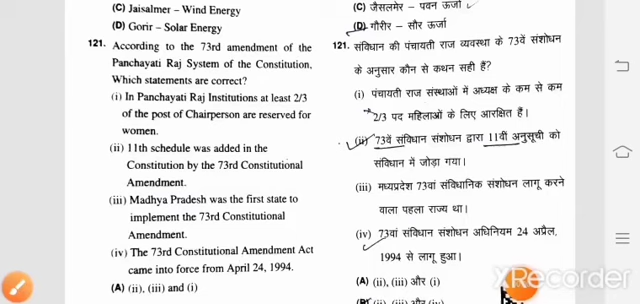 (C) Jaisalmer – Wind Energy
(D) Gorir – Solar Energy
121. According to the 73rd amendment of the
Panchayati Raj System of the Constitution,
Which statements are correct?
(i) In Panchayati Raj Institutions at least 2/3
of the post of Chairperson are reserved for
women.
(ii) 11th schedule was added in the
Constitution by the 73rd Constitutional
Amendment.
(iii) Madhya Pradesh was the first state to
implement the 73rd Constitutional
Amendment.
(iv) The 73rd Constitutional Amendment Act
came into force from April 24, 1994.
(A) (ii), (iii) and (i)
(C) जैसलमेर – पवन ऊर्जा
(D) गौरीर – सौर ऊर्जा
121. संविधान की पंचायती राज व्यवस्था के 73वें संशोधन
के अनुसार कौन से कथन सही हैं?
(i) पंचायती राज संस्थाओं में अध्यक्ष के कम से कम
2/3 पद महिलाओं के लिए आरक्षित हैं।
(ii) 73वें संविधान संशोधन द्वारा 11वीं अनुसूची को
संविधान में जोड़ा गया।
(iii) मध्यप्रदेश 73वां संविधानिक संशोधन लागू करने
वाला पहला राज्य था।
(iv) 73वां संविधान संशोधन अधिनियम 24 अप्रैल,
1994 से लागू हुआ।
(A) (ii), (iii) और (i)
(B) (ii), (iii) और (iv)
XRecorder